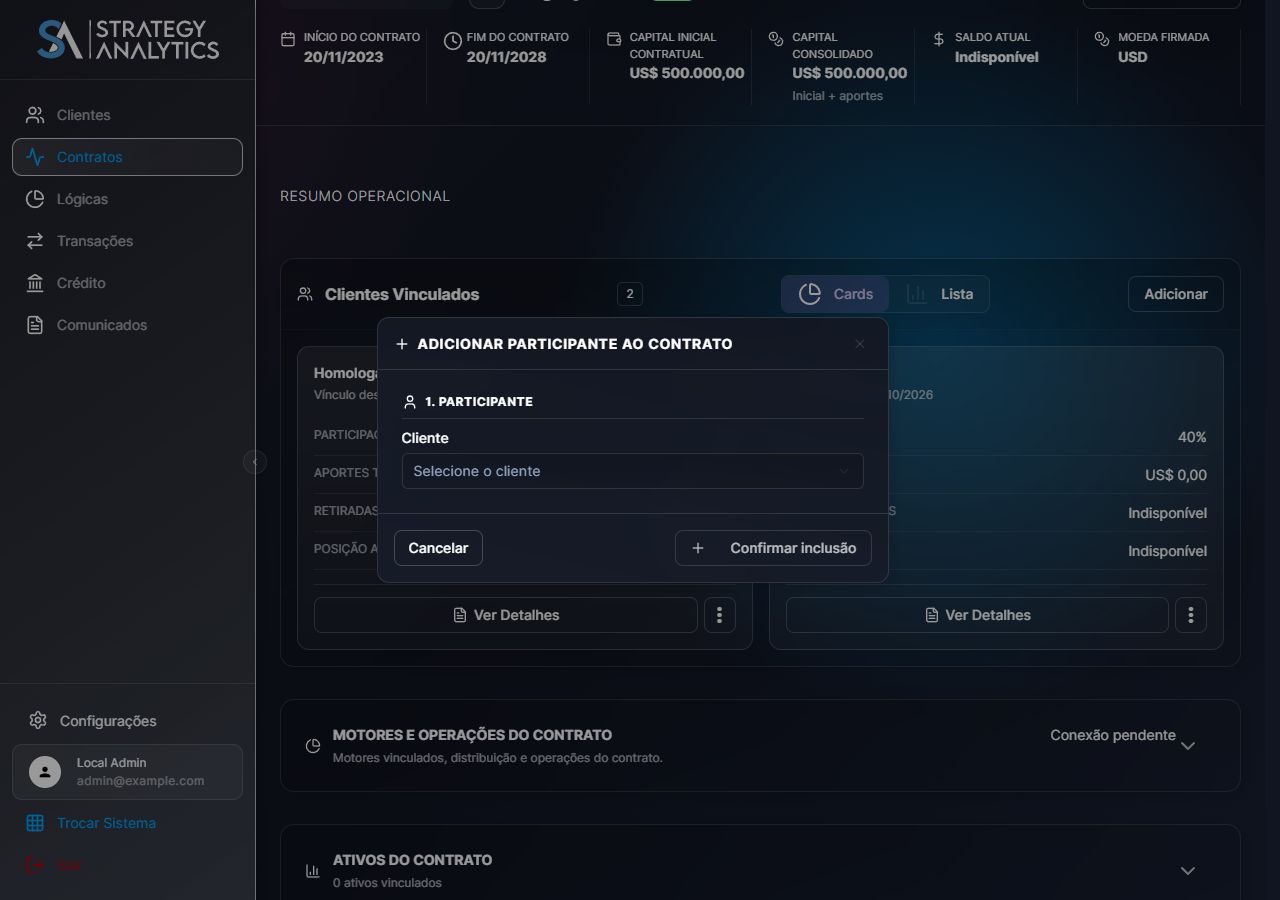 STRATEGY
ANALYTICS
Clientes
Contratos
Lógicas
Transações
Crédito
Comunicados
Configurações
Local Admin
admin@example.com
Trocar Sistema
Sair
INÍCIO DO CONTRATO
20/11/2023
FIM DO CONTRATO
20/11/2028
CAPITAL INICIAL
CONTRATUAL
US$ 500.000,00
CAPITAL
CONSOLIDADO
US$ 500.000,00
Inicial + aportes
SALDO ATUAL
Indisponível
MOEDA FIRMADA
USD
RESUMO OPERACIONAL
Clientes Vinculados
2
Cards
Lista
Adicionar
ADICIONAR PARTICIPANTE AO CONTRATO
1. PARTICIPANTE
Cliente
Selecione o cliente
Cancelar
Confirmar inclusão
Vínculo
APORTES
RETIRADAS
POSIÇÃO
Ver Detalhes
/2026
40%
US$ 0,00
Indisponível
Indisponível
Ver Detalhes
MOTORES E OPERAÇÕES DO CONTRATO
Motores vinculados, distribuição e operações do contrato.
Conexão pendente
ATIVOS DO CONTRATO
0 ativos vinculados